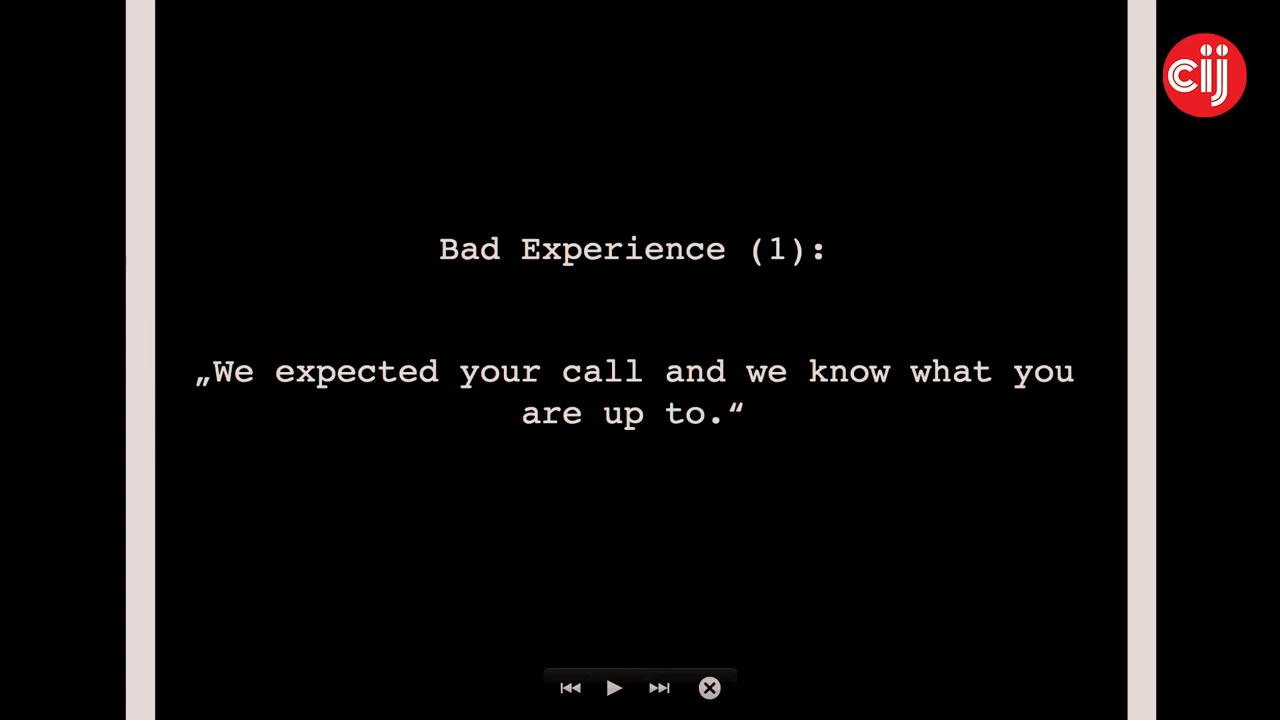 cij
Bad Experience (1):
„We expected your call and we know what you
are up to.“